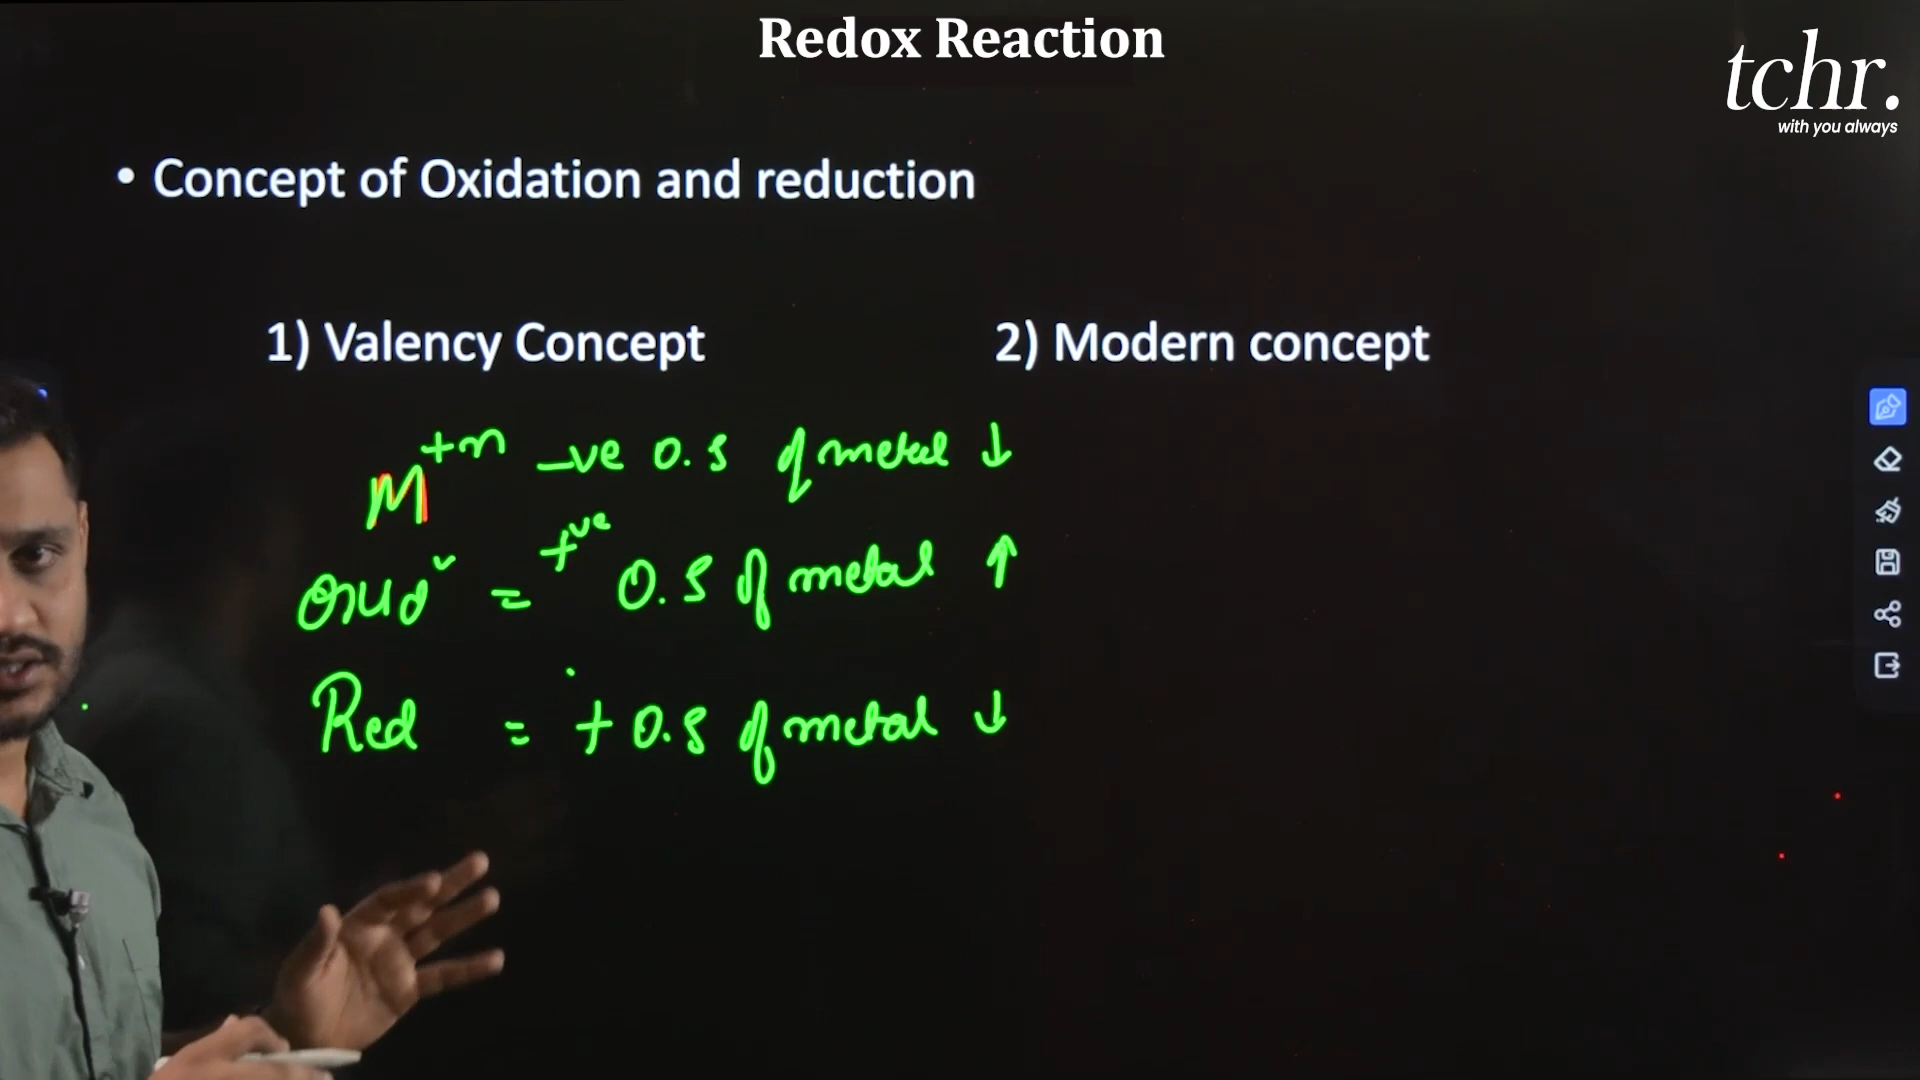 Redox Reaction
tchr.
with you always
• Concept of Oxidation and reduction
1) Valency Concept
2) Modern concept
M+n -ve O.S of metal ↓
= +ve O.S of metal ↑
Red = + O.S of metal ↓